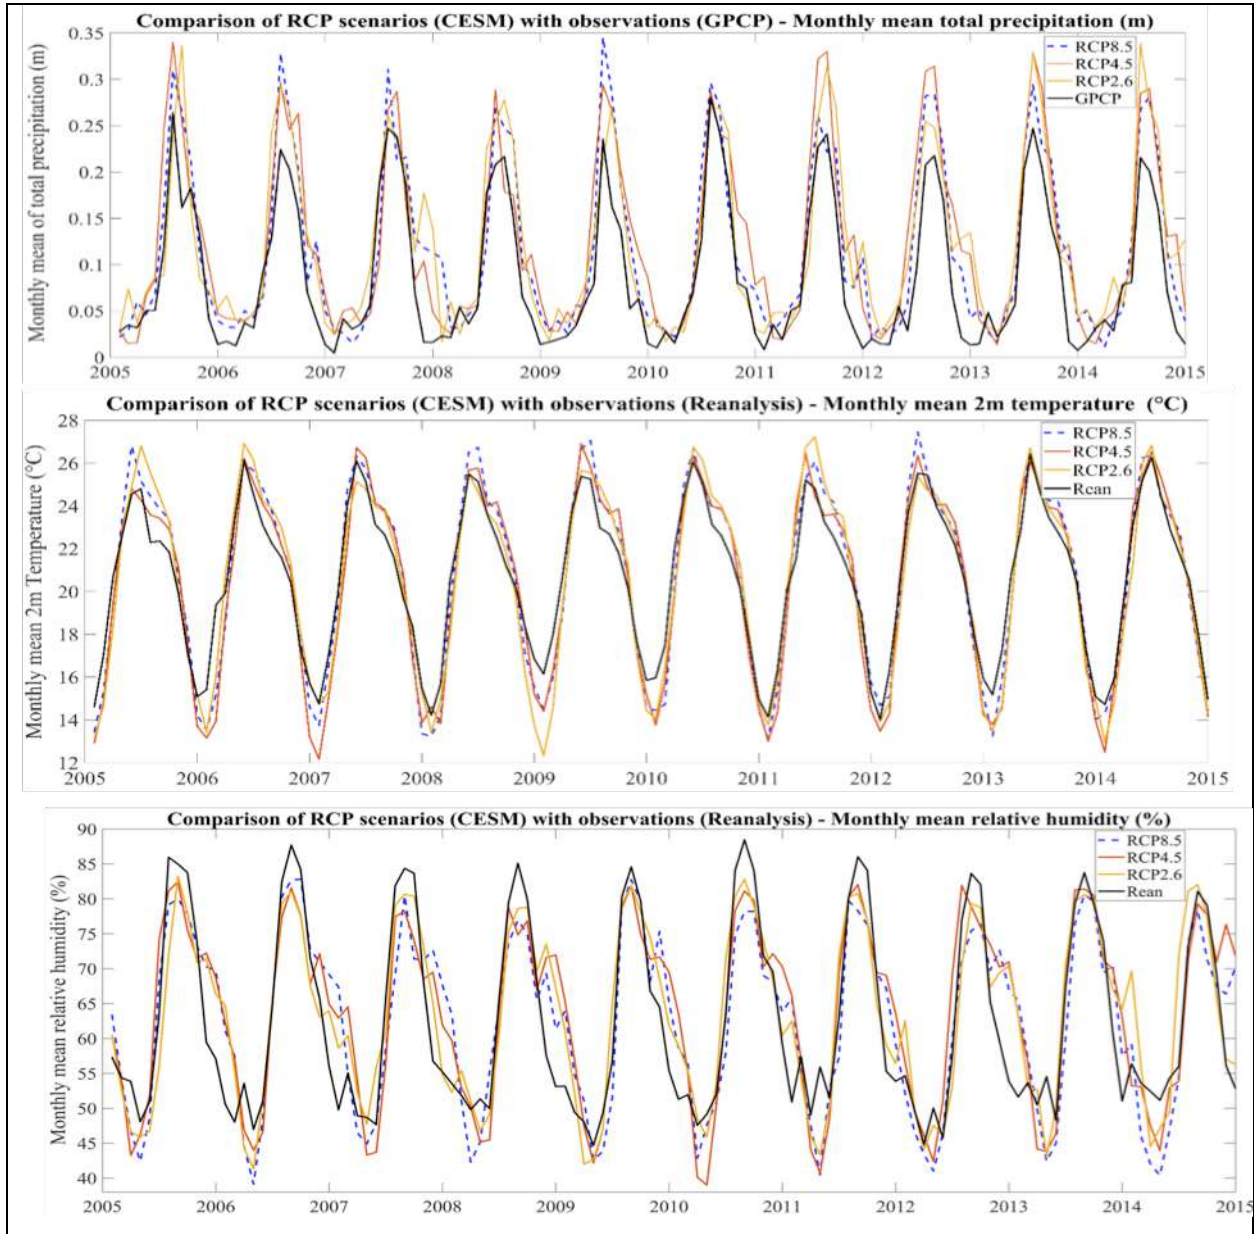 Comparison of RCP scenarios (CESM) with observations (GPCP) - Monthly mean total precipitation (m)
Monthly mean of total precipitation (m)
0.35
0.3
0.25
0.2
0.15
0.1
0.05
0
RCP8.5
RCP4.5
RCP2.6
GPCP
2005 2006 2007 2008 2009 2010 2011 2012 2013 2014 2015
Comparison of RCP scenarios (CESM) with observations (Reanalysis) - Monthly mean 2m temperature (°C)
Monthly mean 2m Temperature (°C)
28
26
24
22
20
18
16
14
12
RCP8.5
RCP4.5
RCP2.6
Rean
2005 2006 2007 2008 2009 2010 2011 2012 2013 2014 2015
Comparison of RCP scenarios (CESM) with observations (Reanalysis) - Monthly mean relative humidity (%)
Monthly mean relative humidity (%)
90
85
80
75
70
65
60
55
50
45
40
RCP8.5
RCP4.5
RCP2.6
Rean
2005 2006 2007 2008 2009 2010 2011 2012 2013 2014 2015